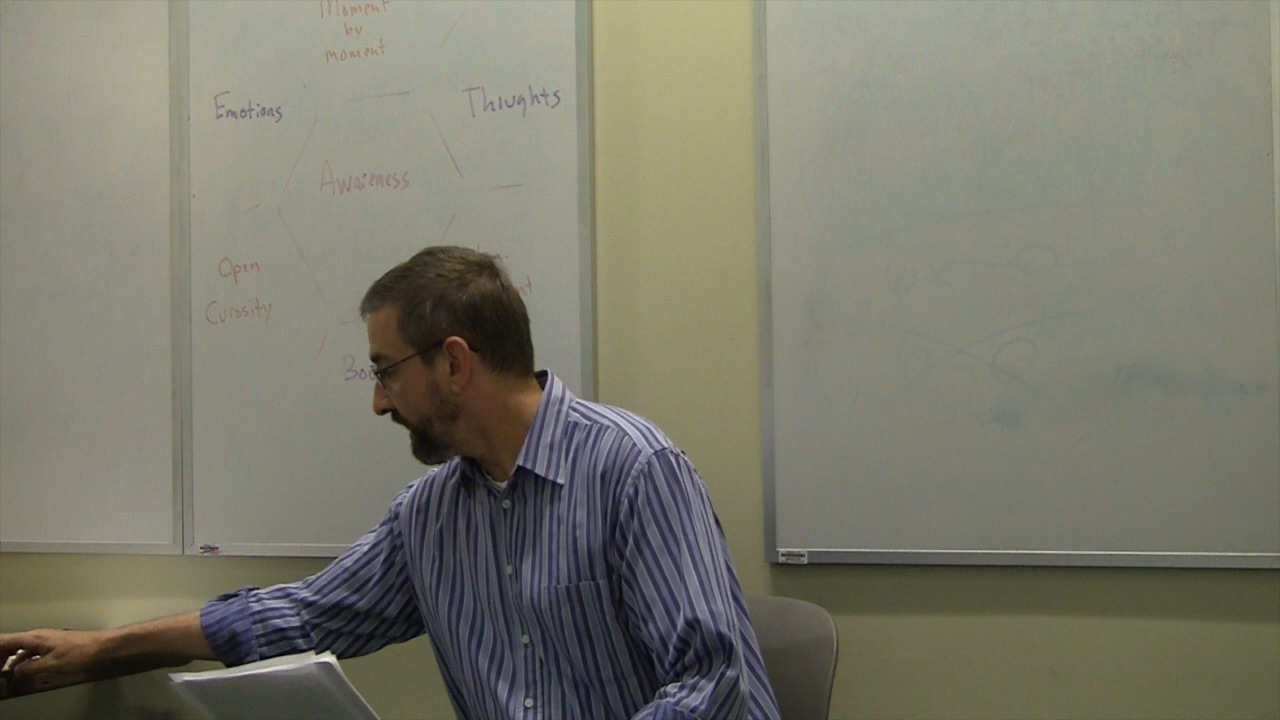 Moment
by
moment
Emotions
Thoughts
Awareness
Open
Curosity